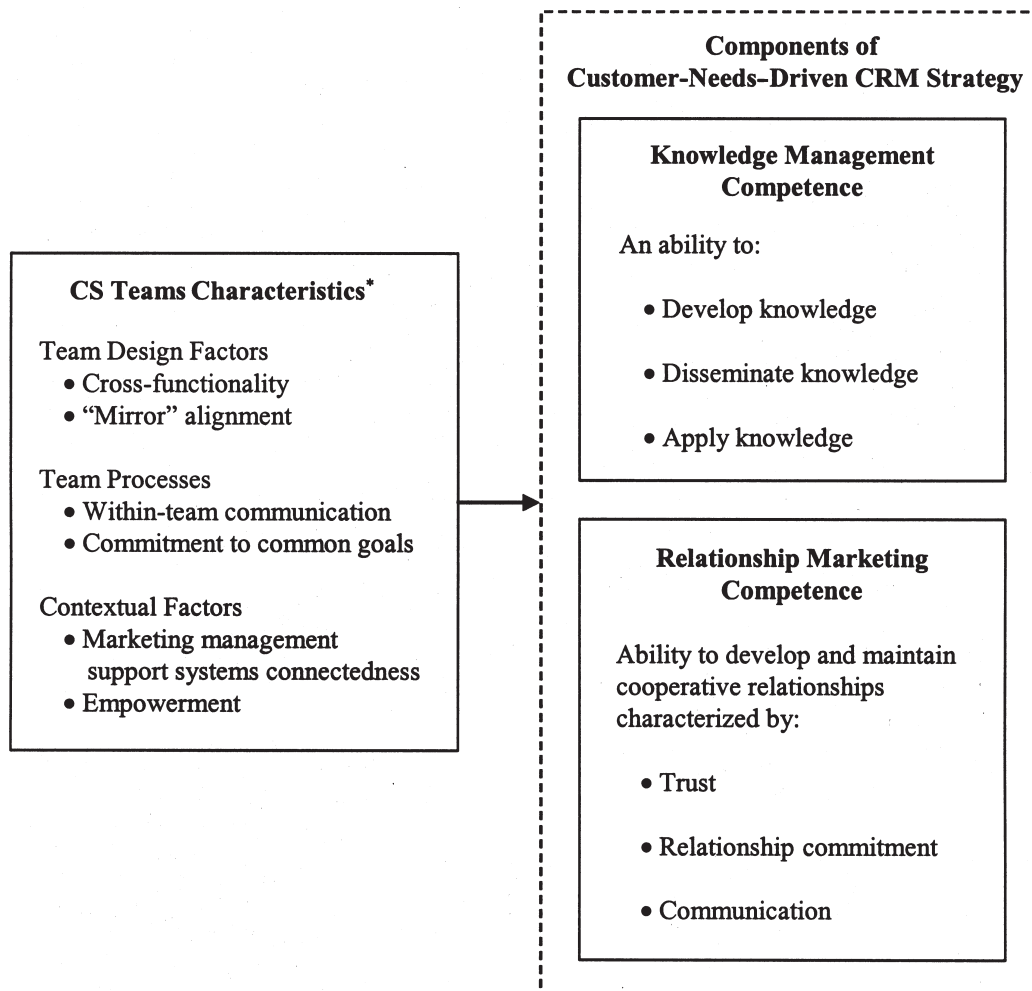 Components of
Customer-Needs–Driven CRM Strategy
Knowledge Management
Competence
An ability to:
• Develop knowledge
• Disseminate knowledge
• Apply knowledge
CS Teams Characteristics*
Team Design Factors
• Cross-functionality
• “Mirror” alignment
Team Processes
• Within-team communication
• Commitment to common goals
Contextual Factors
• Marketing management
support systems connectedness
• Empowerment
Relationship Marketing
Competence
Ability to develop and maintain
cooperative relationships
characterized by:
• Trust
• Relationship commitment
• Communication